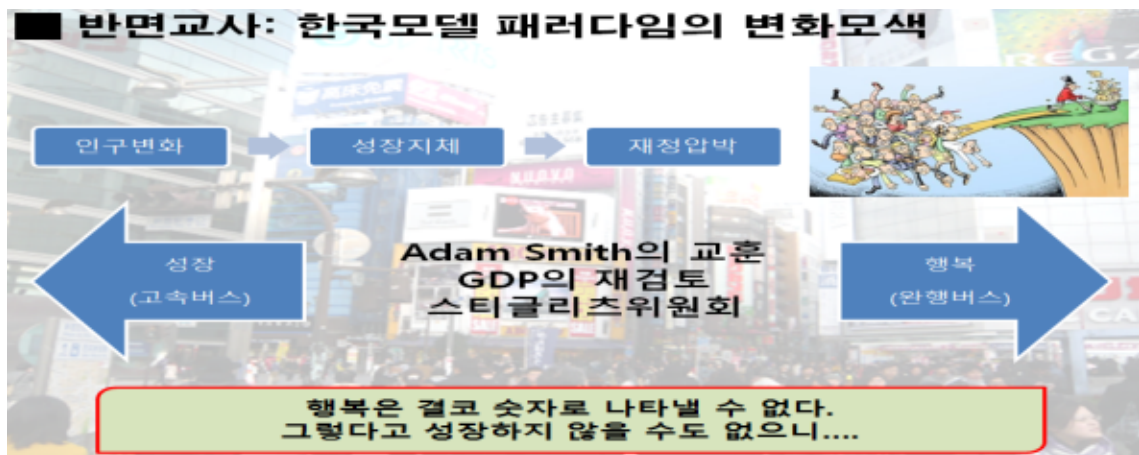 반면교사: 한국모델 패러다임의 변화모색
인구변화
성장지체
재정압박
성장
(고속버스)
Adam Smith의 교훈
GDP의 재검토
스티글리츠위원회
행복
(완행버스)
행복은 결코 숫자로 나타낼 수 없다.
그렇다고 성장하지 않을 수도 없으니....